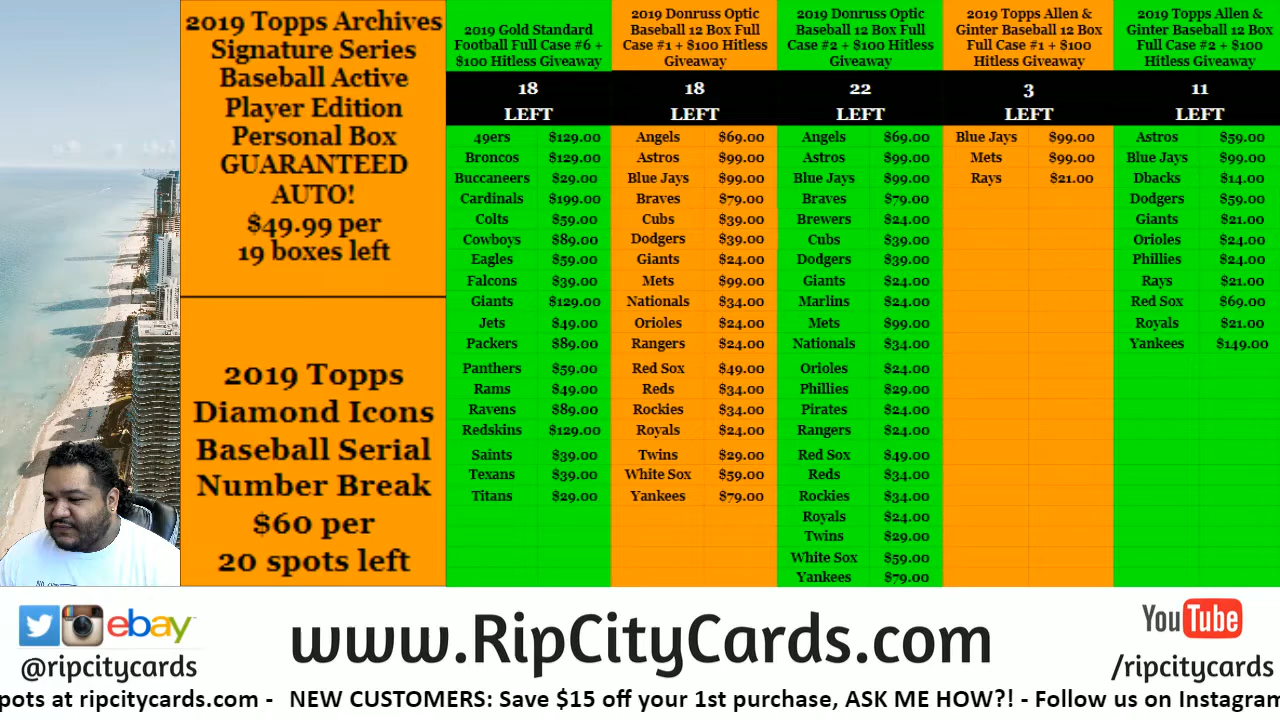 2019 Topps Archives
Signature Series
Baseball Active
Player Edition
Personal Box
GUARANTEED
AUTO!
$49.99 per
19 boxes left
2019 Topps
Diamond Icons
Baseball Serial
Number Break
$60 per
20 spots left
2019 Gold Standard
Football Full Case #6 +
$100 Hitless Giveaway
18
LEFT
49ers $129.00
Broncos $129.00
Buccaneers $29.00
Cardinals $199.00
Colts $59.00
Cowboys $89.00
Eagles $59.00
Falcons $39.00
Giants $129.00
Jets $49.00
Packers $89.00
Panthers $59.00
Rams $49.00
Ravens $89.00
Redskins $129.00
Saints $39.00
Texans $39.00
Titans $29.00
2019 Donruss Optic
Baseball 12 Box Full
Case #1 + $100 Hitless
Giveaway
18
LEFT
Angels $69.00
Astros $99.00
Blue Jays $99.00
Braves $79.00
Cubs $39.00
Dodgers $39.00
Giants $24.00
Mets $99.00
Nationals $34.00
Orioles $24.00
Rangers $24.00
Red Sox $49.00
Reds $34.00
Rockies $34.00
Royals $24.00
Twins $29.00
White Sox $59.00
Yankees $79.00
2019 Donruss Optic
Baseball 12 Box Full
Case #2 + $100 Hitless
Giveaway
22
LEFT
Angels $69.00
Astros $99.00
Blue Jays $99.00
Braves $79.00
Brewers $24.00
Cubs $39.00
Dodgers $39.00
Giants $24.00
Marlins $24.00
Mets $99.00
Nationals $34.00
Orioles $24.00
Phillies $29.00
Pirates $24.00
Rangers $24.00
Red Sox $49.00
Reds $34.00
Rockies $34.00
Royals $24.00
Twins $29.00
White Sox $59.00
Yankees $79.00
2019 Topps Allen &
Ginter Baseball 12 Box
Full Case #1 + $100
Hitless Giveaway
3
LEFT
Blue Jays $99.00
Mets $99.00
Rays $21.00
2019 Topps Allen &
Ginter Baseball 12 Box
Full Case #2 + $100
Hitless Giveaway
11
LEFT
Astros $59.00
Blue Jays $99.00
Dbacks $14.00
Dodgers $59.00
Giants $21.00
Orioles $24.00
Phillies $24.00
Rays $21.00
Red Sox $69.00
Royals $21.00
Yankees $149.00
ebay
@ripcitycards
www.RipCityCards.com
YouTube
/ripcitycards
pots at ripcitycards.com - NEW CUSTOMERS: Save $15 off your 1st purchase, ASK ME HOW?! - Follow us on Instagram